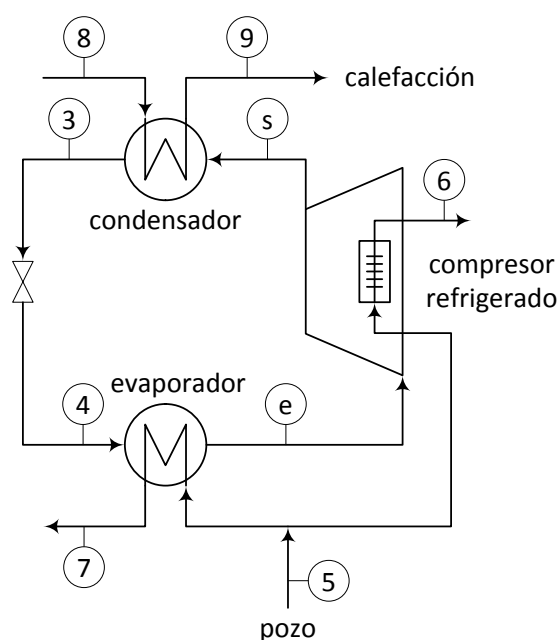 8
9
calefacción
3
s
6
condensador
compresor
refrigerado
evaporador
4
e
7
5
pozo